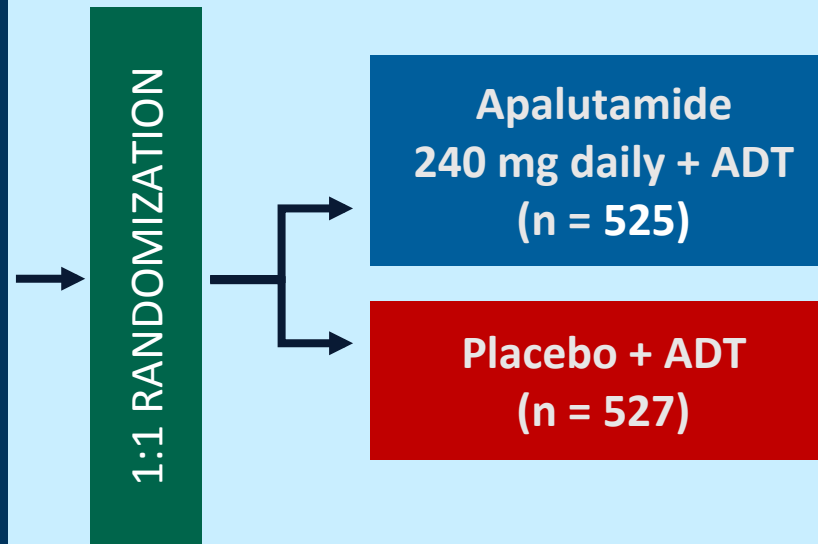 1:1 RANDOMIZATION
Apalutamide
240 mg daily + ADT
(n = 525)
Placebo + ADT
(n = 527)